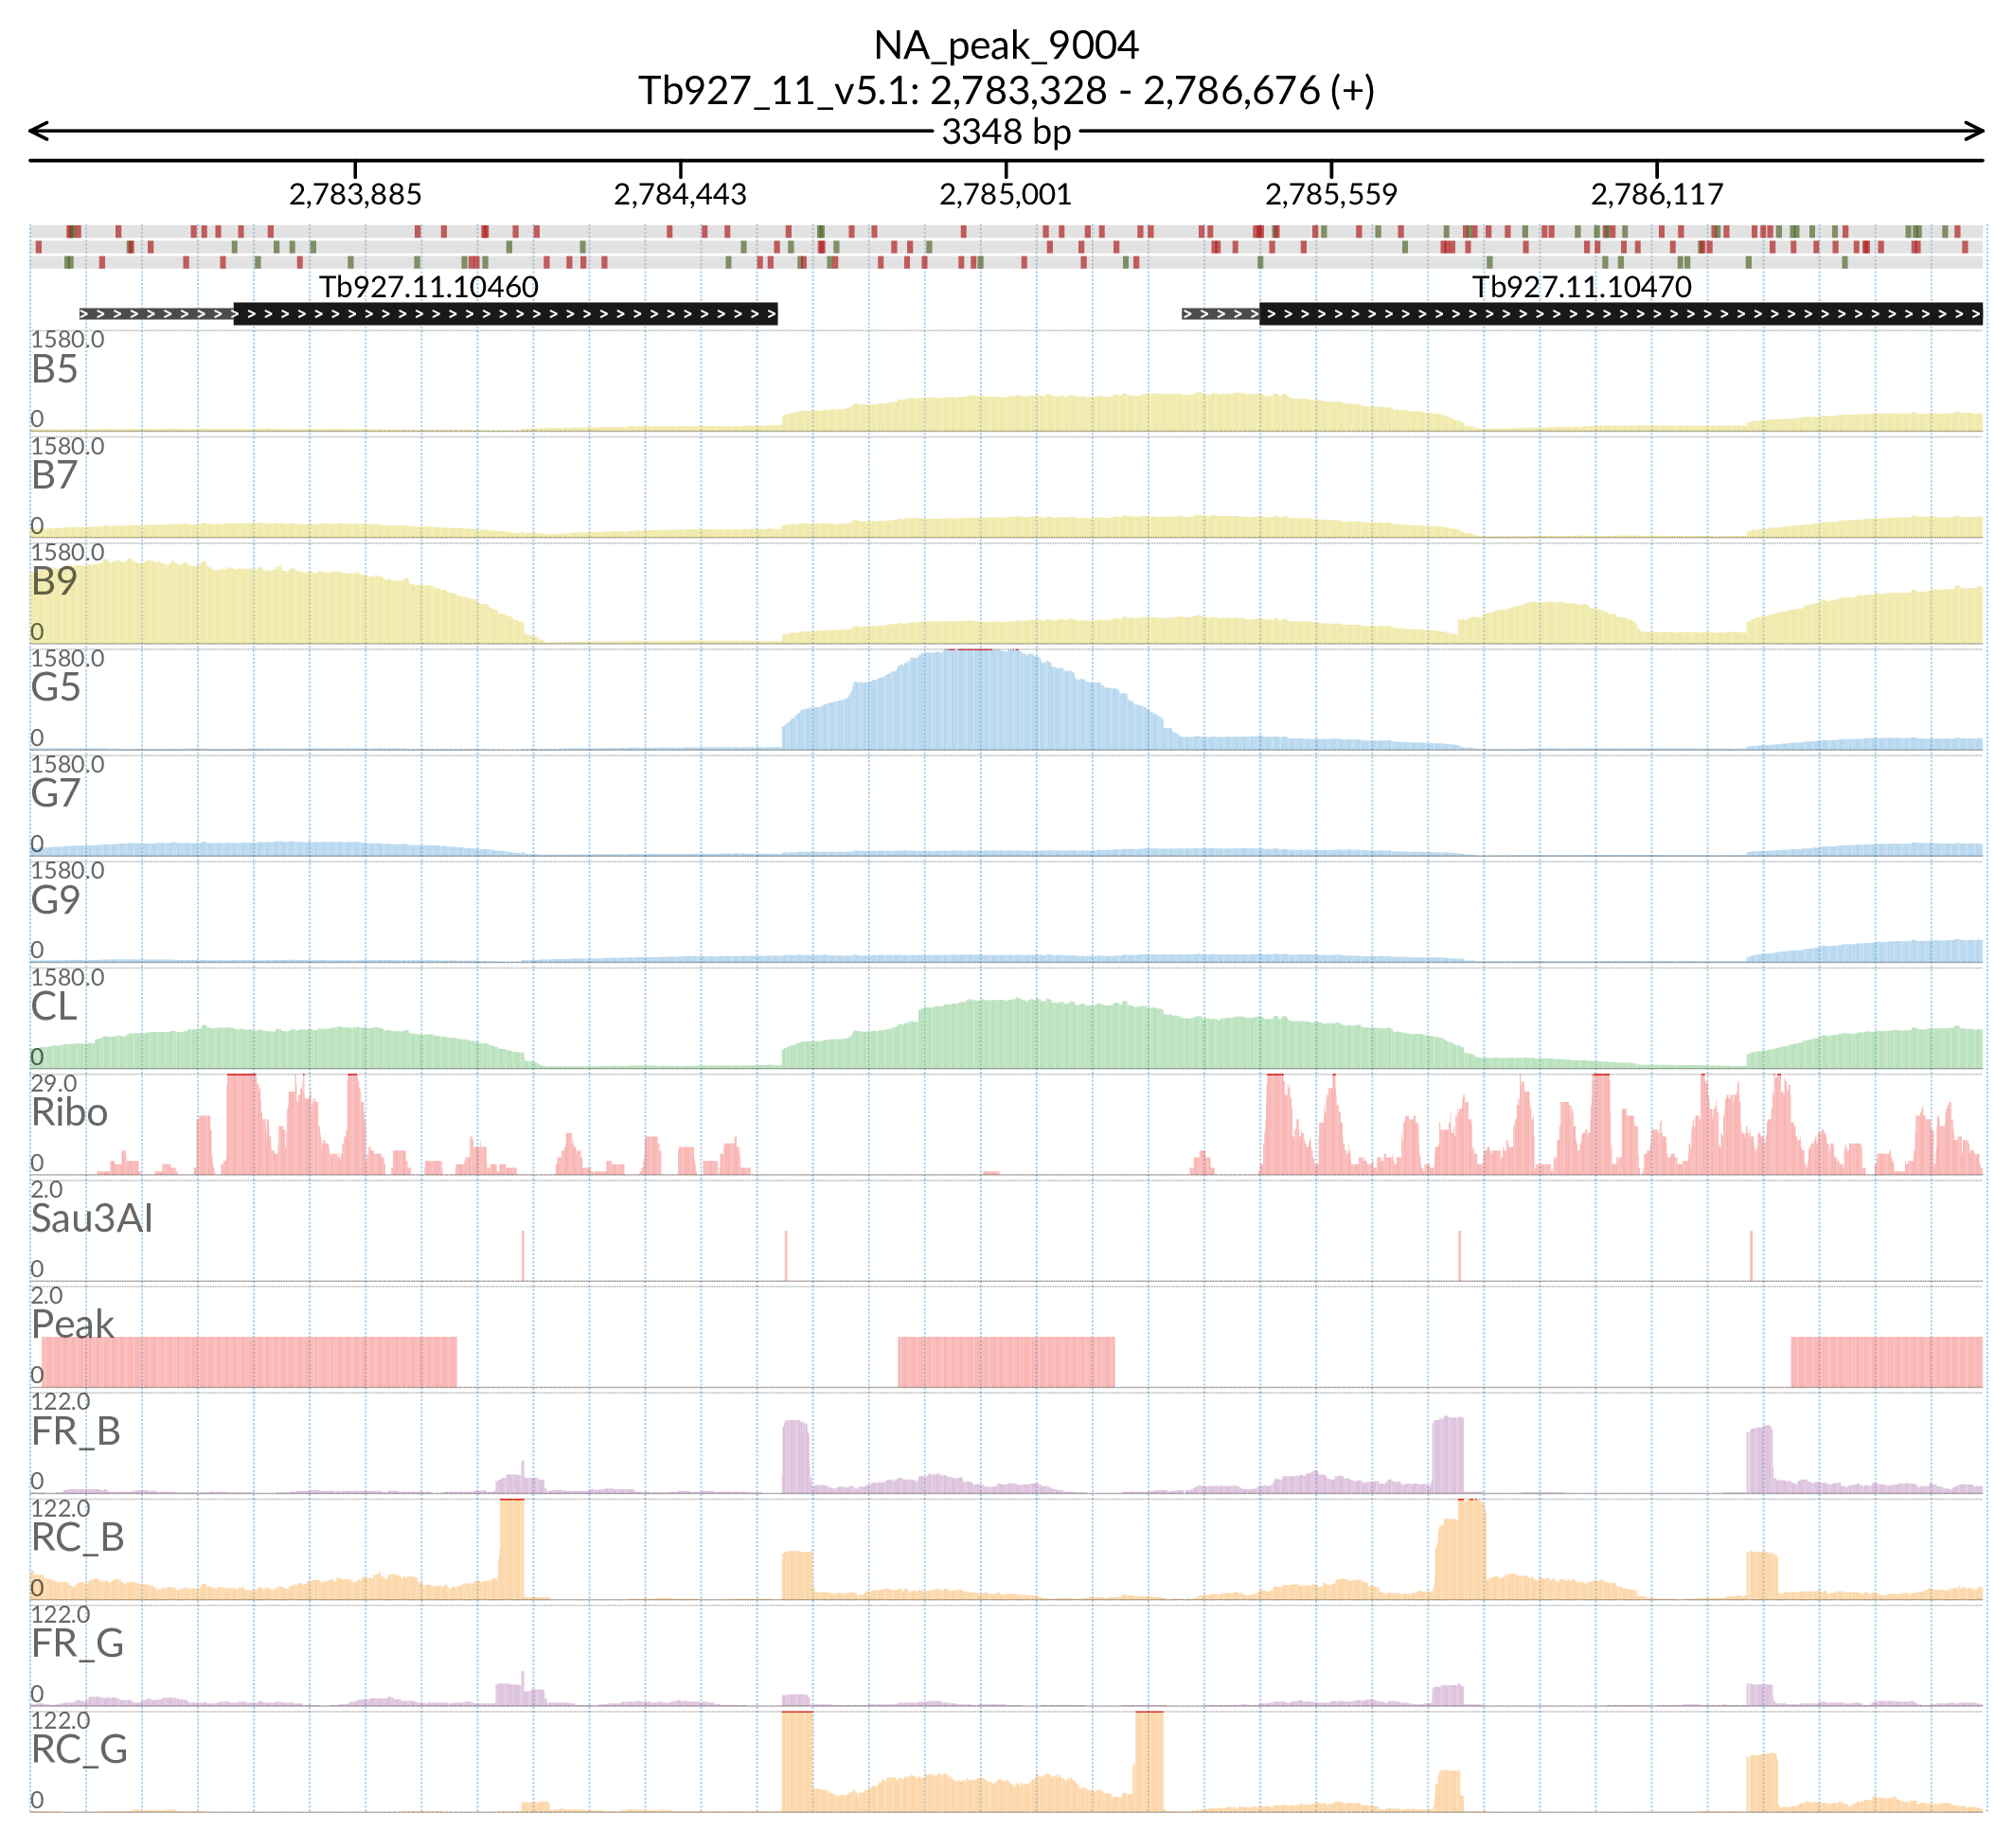 NA_peak_9004
Tb927_11_v5.1: 2,783,328 - 2,786,676 (+)
3348 bp
2,783,885 2,784,443 2,785,001 2,785,559 2,786,117
Tb927.11.10460 Tb927.11.10470
1580.0
B5
0
1580.0
B7
0
1580.0
B9
0
1580.0
G5
0
1580.0
G7
0
1580.0
G9
0
1580.0
CL
0
29.0
Ribo
0
2.0
Sau3AI
0
2.0
Peak
0
122.0
FR_B
0
122.0
RC_B
0
122.0
FR_G
0
122.0
RC_G
0